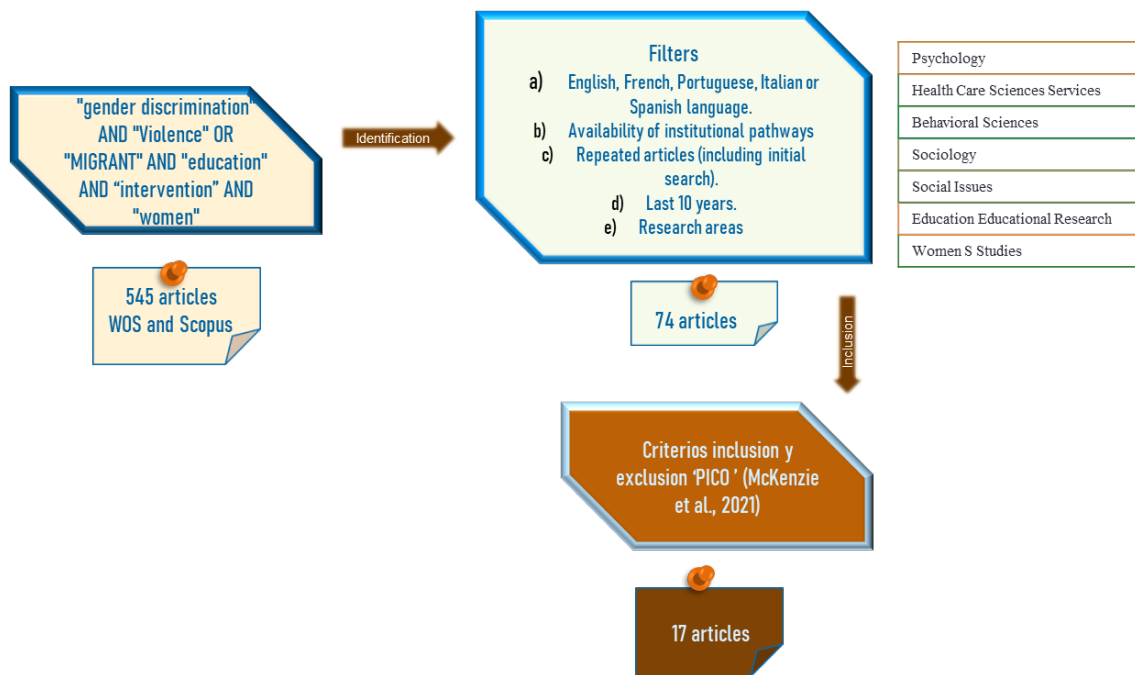 "gender discrimination"
AND "Violence" OR
"MIGRANT" AND "education"
AND “intervention” AND
"women"
545 articles
WOS and Scopus
Identification
Filters
a) English, French, Portuguese, Italian or
Spanish language.
b) Availability of institutional pathways
c) Repeated articles (including initial
search).
d) Last 10 years.
e) Research areas
74 articles
Psychology
Health Care Sciences Services
Behavioral Sciences
Sociology
Social Issues
Education Educational Research
Women S Studies
Inclusion
Criterios inclusion y
exclusion ‘PICO’ (McKenzie
et al., 2021)
17 articles